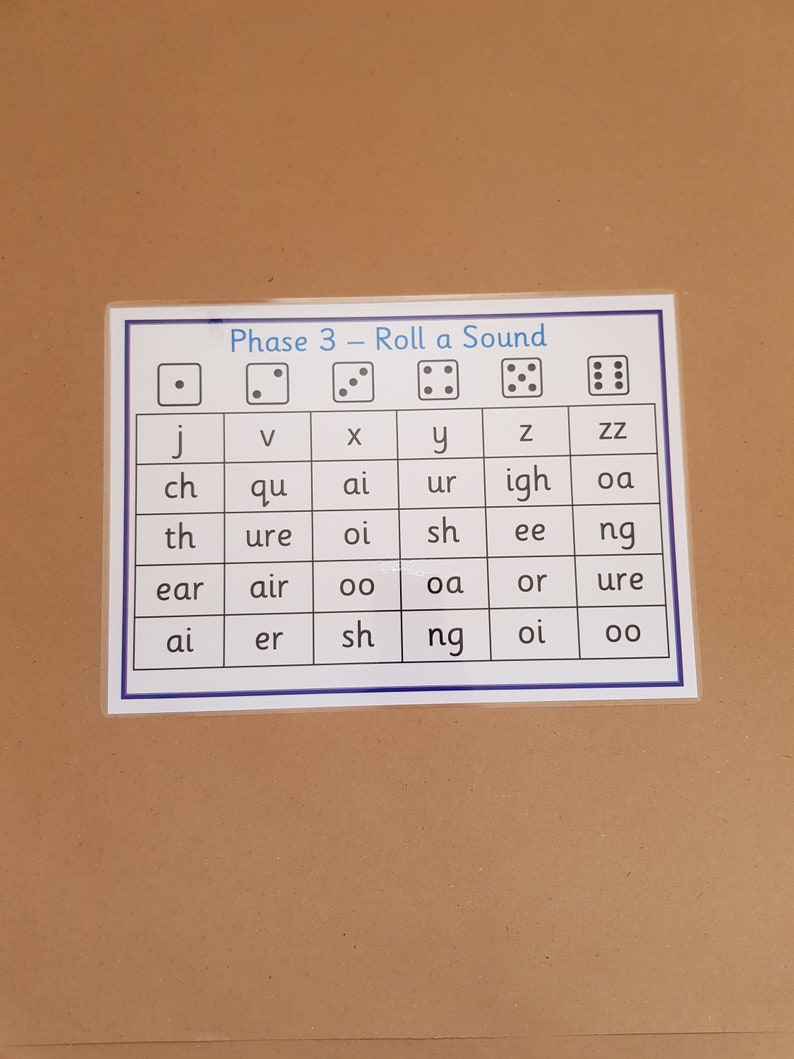 Phase 3 – Roll a Sound
j v x y z zz
ch qu ai ur igh oa
th ure oi sh ee ng
ear air oo oa or ure
ai er sh ng oi oo